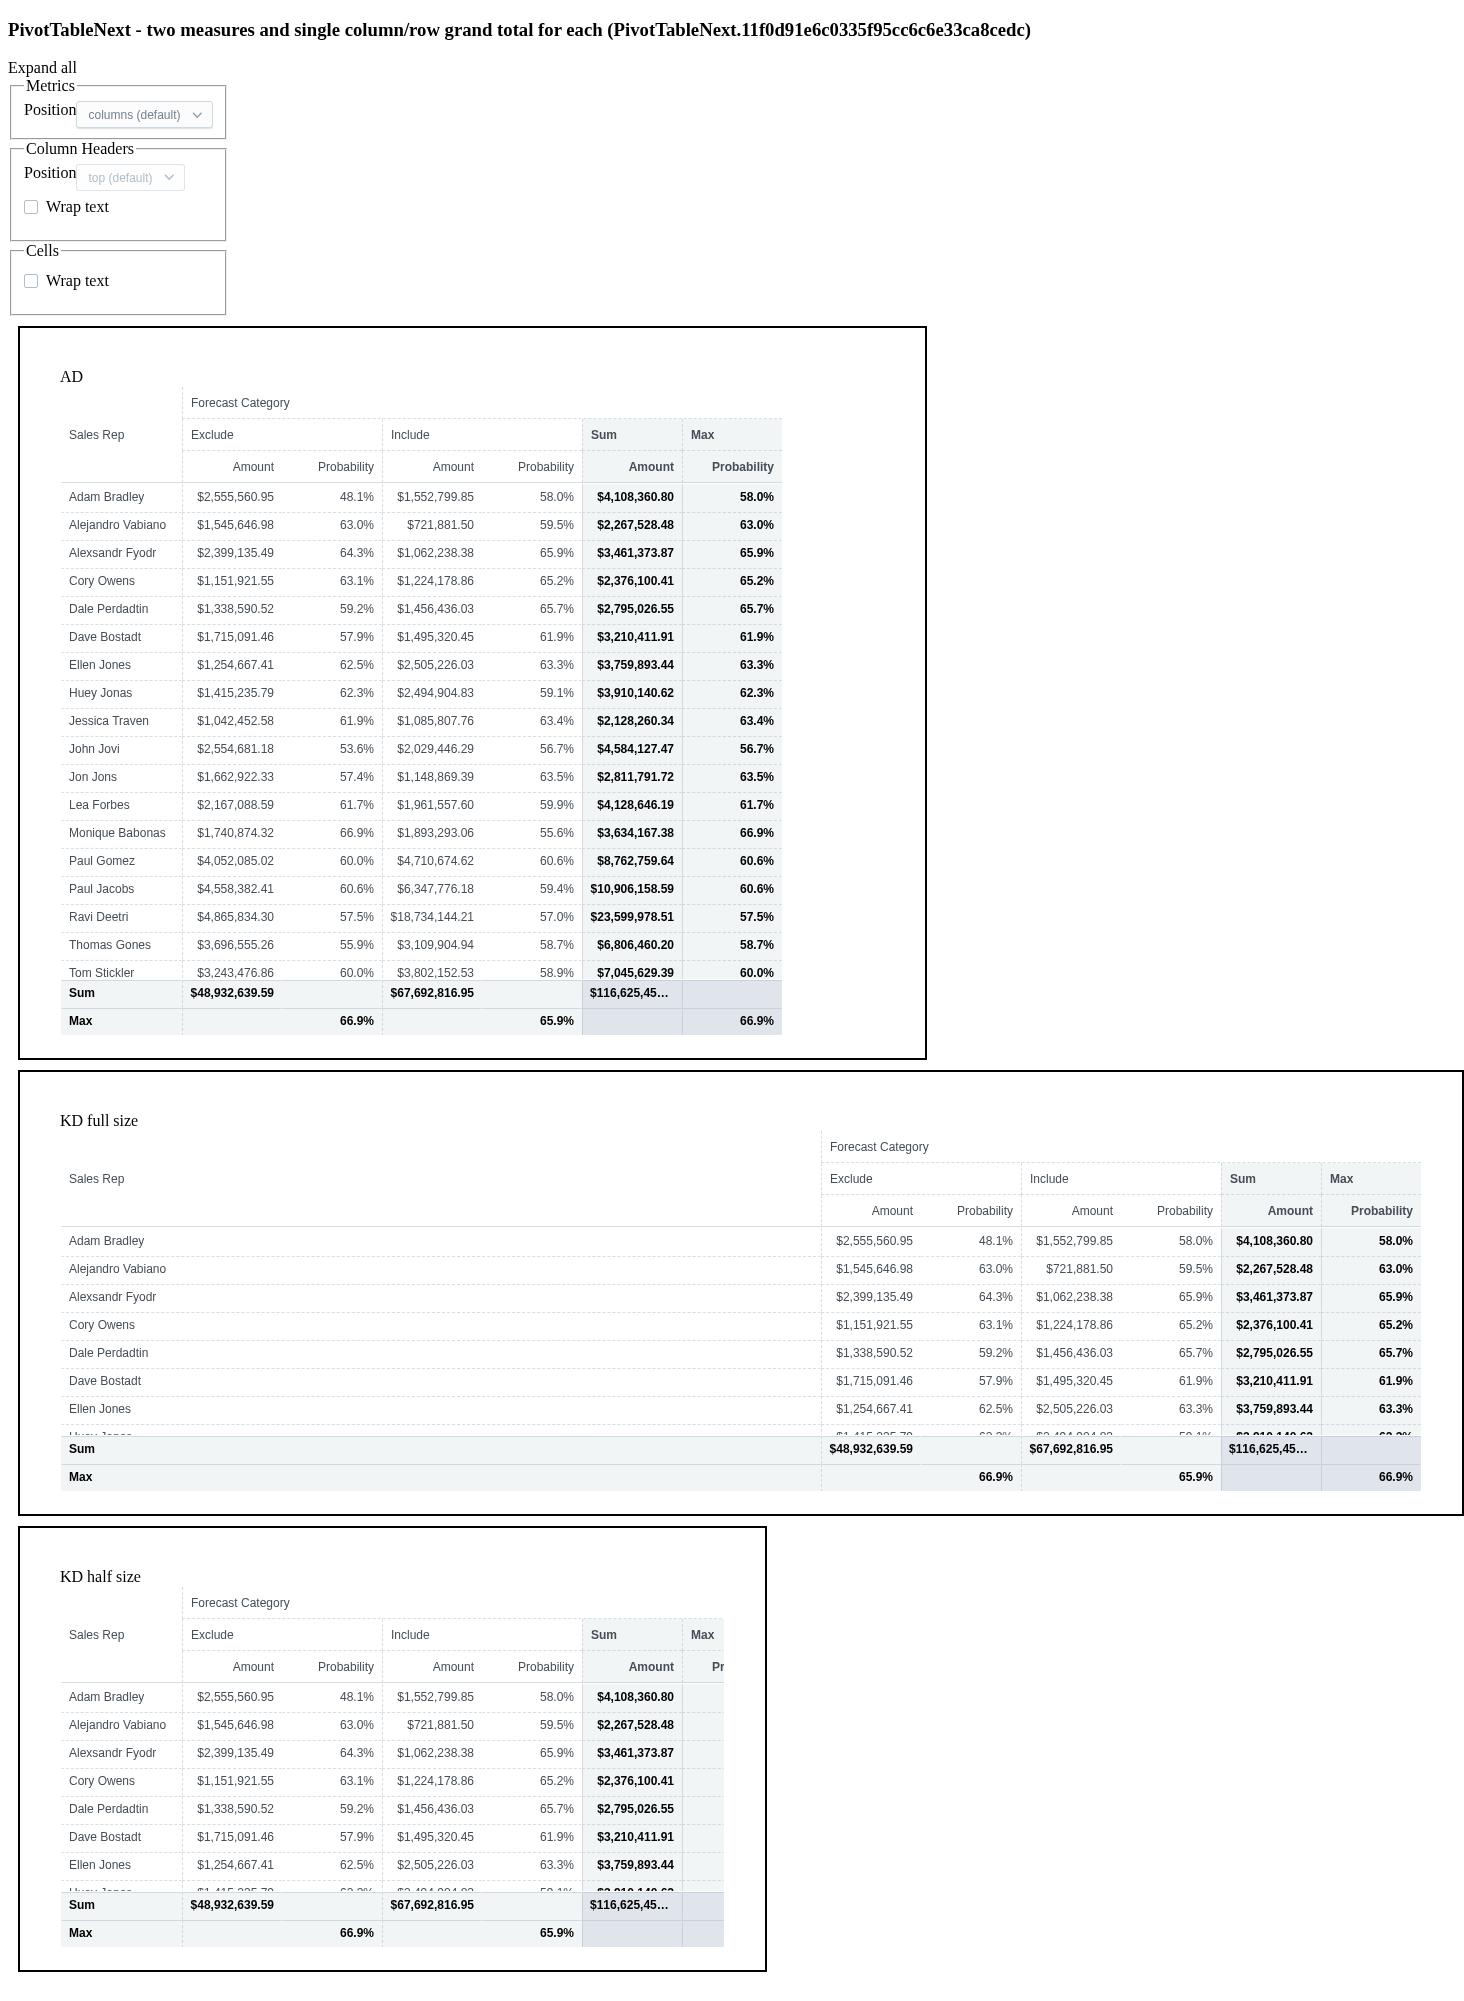 PivotTableNext - two measures and single column/row grand total for each (PivotTableNext.11f0d91e6c0335f95cc6c6e33ca8cedc)
Expand all
Metrics
Position columns (default)
Column Headers
Position top (default)
Wrap text
Cells
Wrap text
AD
Forecast Category
Sales Rep Exclude Include Sum Max
Amount Probability Amount Probability Amount Probability
Adam Bradley $2,555,560.95 48.1% $1,552,799.85 58.0% $4,108,360.80 58.0%
Alejandro Vabiano $1,545,646.98 63.0% $721,881.50 59.5% $2,267,528.48 63.0%
Alexsandr Fyodr $2,399,135.49 64.3% $1,062,238.38 65.9% $3,461,373.87 65.9%
Cory Owens $1,151,921.55 63.1% $1,224,178.86 65.2% $2,376,100.41 65.2%
Dale Perdadtin $1,338,590.52 59.2% $1,456,436.03 65.7% $2,795,026.55 65.7%
Dave Bostadt $1,715,091.46 57.9% $1,495,320.45 61.9% $3,210,411.91 61.9%
Ellen Jones $1,254,667.41 62.5% $2,505,226.03 63.3% $3,759,893.44 63.3%
Huey Jonas $1,415,235.79 62.3% $2,494,904.83 59.1% $3,910,140.62 62.3%
Jessica Traven $1,042,452.58 61.9% $1,085,807.76 63.4% $2,128,260.34 63.4%
John Jovi $2,554,681.18 53.6% $2,029,446.29 56.7% $4,584,127.47 56.7%
Jon Jons $1,662,922.33 57.4% $1,148,869.39 63.5% $2,811,791.72 63.5%
Lea Forbes $2,167,088.59 61.7% $1,961,557.60 59.9% $4,128,646.19 61.7%
Monique Babonas $1,740,874.32 66.9% $1,893,293.06 55.6% $3,634,167.38 66.9%
Paul Gomez $4,052,085.02 60.0% $4,710,674.62 60.6% $8,762,759.64 60.6%
Paul Jacobs $4,558,382.41 60.6% $6,347,776.18 59.4% $10,906,158.59 60.6%
Ravi Deetri $4,865,834.30 57.5% $18,734,144.21 57.0% $23,599,978.51 57.5%
Thomas Gones $3,696,555.26 55.9% $3,109,904.94 58.7% $6,806,460.20 58.7%
Tom Stickler $3,243,476.86 60.0% $3,802,152.53 58.9% $7,045,629.39 60.0%
Sum $48,932,639.59 $67,692,816.95 $116,625,45…
Max 66.9% 65.9% 66.9%
KD full size
Forecast Category
Sales Rep Exclude Include Sum Max
Amount Probability Amount Probability Amount Probability
Adam Bradley $2,555,560.95 48.1% $1,552,799.85 58.0% $4,108,360.80 58.0%
Alejandro Vabiano $1,545,646.98 63.0% $721,881.50 59.5% $2,267,528.48 63.0%
Alexsandr Fyodr $2,399,135.49 64.3% $1,062,238.38 65.9% $3,461,373.87 65.9%
Cory Owens $1,151,921.55 63.1% $1,224,178.86 65.2% $2,376,100.41 65.2%
Dale Perdadtin $1,338,590.52 59.2% $1,456,436.03 65.7% $2,795,026.55 65.7%
Dave Bostadt $1,715,091.46 57.9% $1,495,320.45 61.9% $3,210,411.91 61.9%
Ellen Jones $1,254,667.41 62.5% $2,505,226.03 63.3% $3,759,893.44 63.3%
Sum $48,932,639.59 $67,692,816.95 $116,625,45…
Max 66.9% 65.9% 66.9%
KD half size
Forecast Category
Sales Rep Exclude Include Sum Max
Amount Probability Amount Probability Amount Pr
Adam Bradley $2,555,560.95 48.1% $1,552,799.85 58.0% $4,108,360.80
Alejandro Vabiano $1,545,646.98 63.0% $721,881.50 59.5% $2,267,528.48
Alexsandr Fyodr $2,399,135.49 64.3% $1,062,238.38 65.9% $3,461,373.87
Cory Owens $1,151,921.55 63.1% $1,224,178.86 65.2% $2,376,100.41
Dale Perdadtin $1,338,590.52 59.2% $1,456,436.03 65.7% $2,795,026.55
Dave Bostadt $1,715,091.46 57.9% $1,495,320.45 61.9% $3,210,411.91
Ellen Jones $1,254,667.41 62.5% $2,505,226.03 63.3% $3,759,893.44
Sum $48,932,639.59 $67,692,816.95 $116,625,45…
Max 66.9% 65.9%